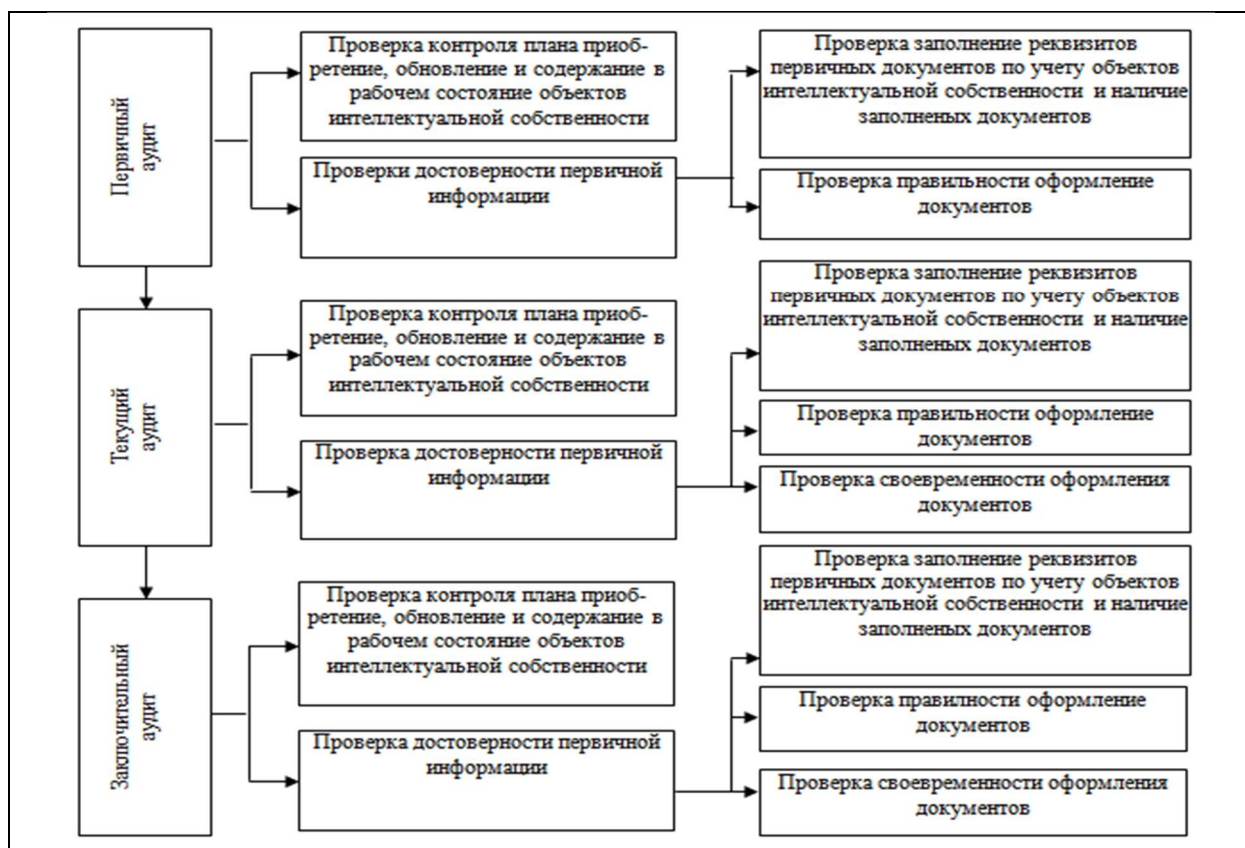 Первичный
аудит
Проверка контроля плана приоб-
ретение, обновление и содержание в
рабочем состояние объектов
интеллектуальной собственности
Проверки достоверности первичной
информации
Проверка заполнение реквизитов
первичных документов по учету объектов
интеллектуальной собственности и наличие
заполненых документов
Проверка правильности оформление
документов
Текущий
аудит
Проверка контроля плана приоб-
ретение, обновление и содержание в
рабочем состояние объектов
интеллектуальной собственности
Проверка достоверности первичной
информации
Проверка заполнение реквизитов
первичных документов по учету объектов
интеллектуальной собственности и наличие
заполненых документов
Проверка правильности оформление
документов
Проверка своевременности оформления
документов
Заключительный
аудит
Проверка контроля плана приоб-
ретение, обновление и содержание в
рабочем состояние объектов
интеллектуальной собственности
Проверка достоверности первичной
информации
Проверка заполнение реквизитов
первичных документов по учету объектов
интеллектуальной собственности и наличие
заполненых документов
Проверка правилности оформление
документов
Проверка своевременности оформления
документов